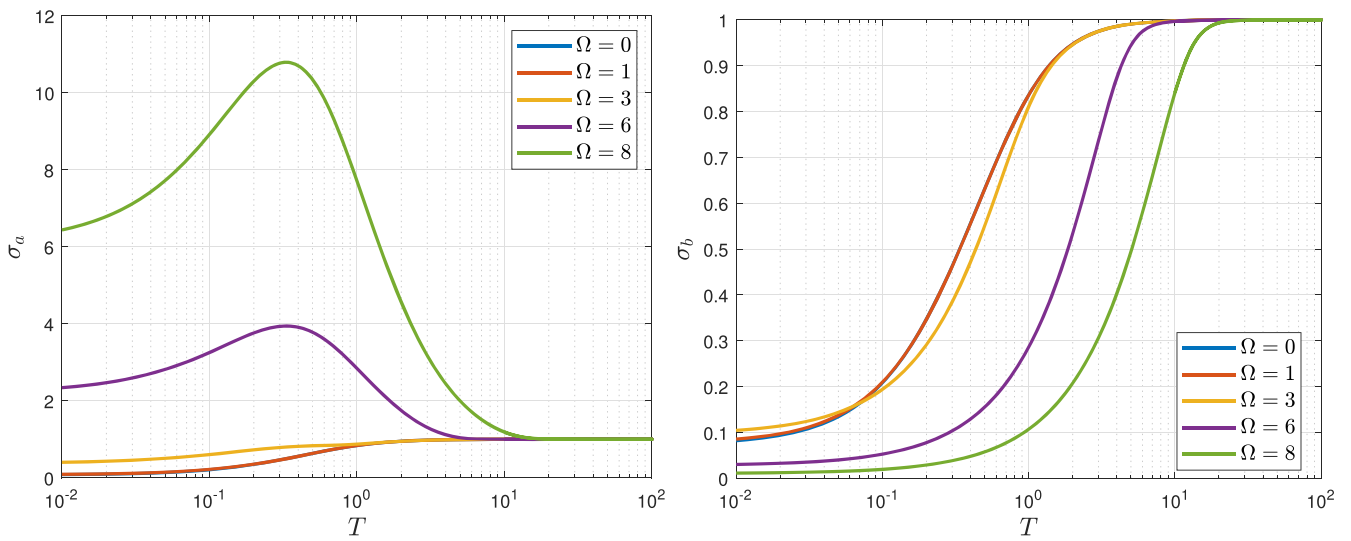 12
10
8
6
4
2
0
σ_a
10^-2
10^-1
10^0
10^1
10^2
T
Ω = 0
Ω = 1
Ω = 3
Ω = 6
Ω = 8
1
0.9
0.8
0.7
0.6
0.5
0.4
0.3
0.2
0.1
0
σ_b
10^-2
10^-1
10^0
10^1
10^2
T
Ω = 0
Ω = 1
Ω = 3
Ω = 6
Ω = 8